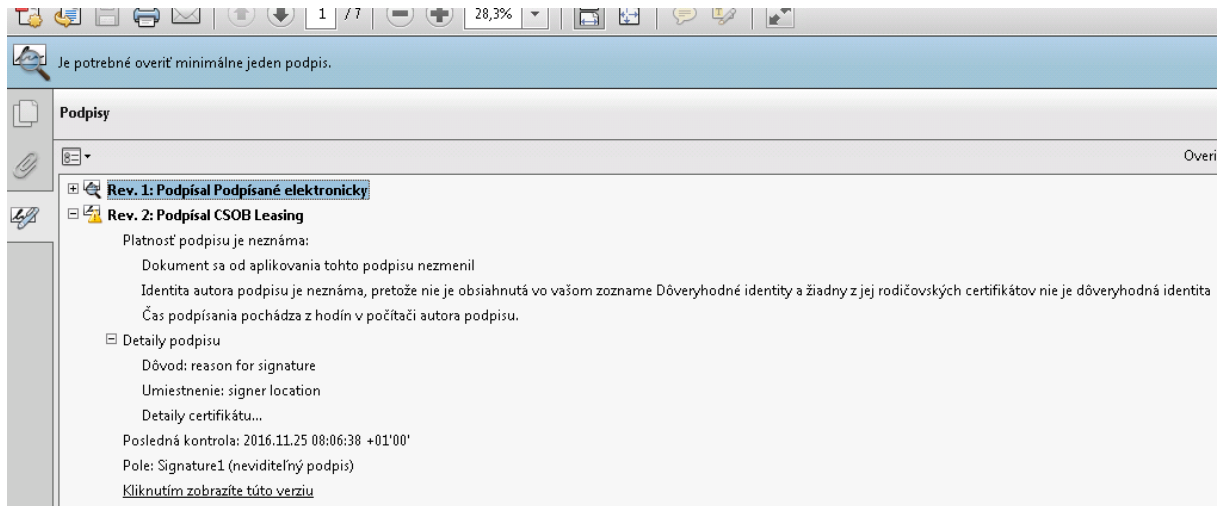 1 / 7 28,3%
Je potrebné overiť minimálne jeden podpis.
Podpisy
Overi
Rev. 1: Podpísal Podpísané elektronicky
Rev. 2: Podpísal CSOB Leasing
Platnosť podpisu je neznáma:
Dokument sa od aplikovania tohto podpisu nezmenil
Identita autora podpisu je neznáma, pretože nie je obsiahnutá vo vašom zozname Dôveryhodné identity a žiadny z jej rodičovských certifikátov nie je dôveryhodná identita
Čas podpísania pochádza z hodín v počítači autora podpisu.
Detaily podpisu
Dôvod: reason for signature
Umiestnenie: signer location
Detaily certifikátu...
Posledná kontrola: 2016.11.25 08:06:38 +01'00'
Pole: Signature1 (neviditeľný podpis)
Kliknutím zobrazíte túto verziu